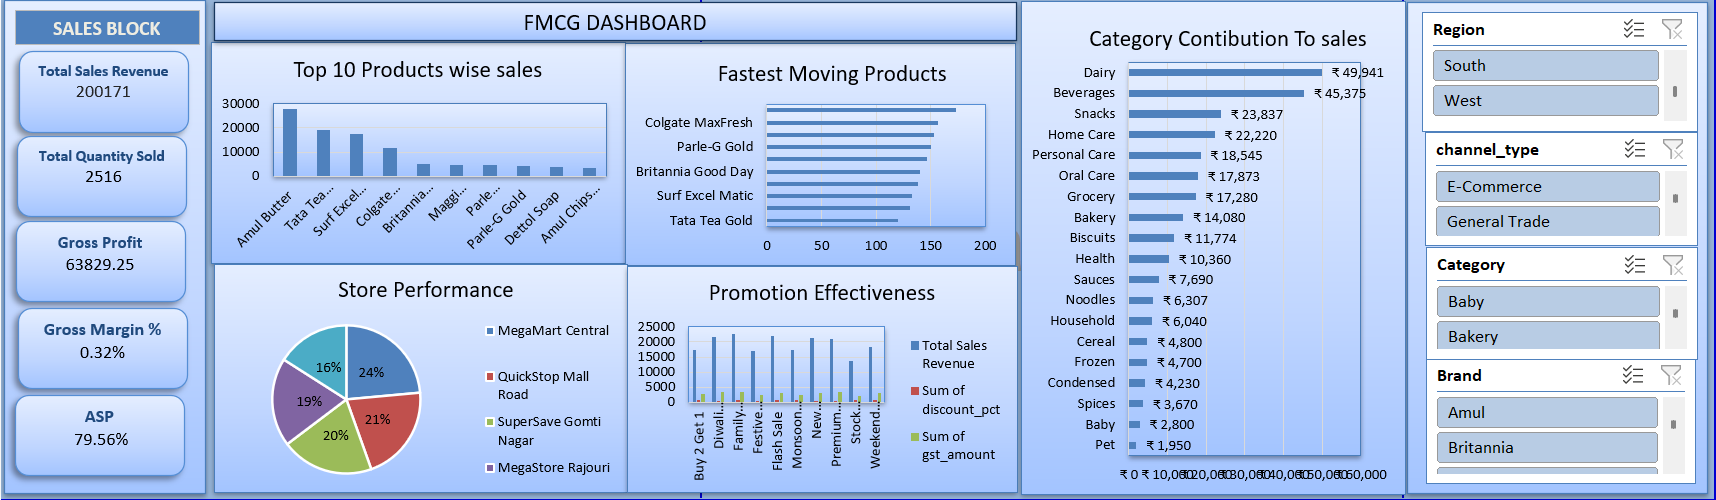 SALES BLOCK
Total Sales Revenue
200171
Total Quantity Sold
2516
Gross Profit
63829.25
Gross Margin %
0.32%
ASP
79.56%
FMCG DASHBOARD
Top 10 Products wise sales
30000
20000
10000
0
Amul Butter
Tata Tea...
Surf Excel...
Colgate...
Britannia...
Maggi...
Parle...
Parle-G Gold
Dettol Soap
Amul Chips...
Fastest Moving Products
Colgate MaxFresh
Parle-G Gold
Britannia Good Day
Surf Excel Matic
Tata Tea Gold
0 50 100 150 200
Store Performance
24%
21%
20%
19%
16%
MegaMart Central
QuickStop Mall
Road
SuperSave Gomti
Nagar
MegaStore Rajouri
Promotion Effectiveness
25000
20000
15000
10000
5000
0
Buy 2 Get 1
Diwali...
Family...
Festive...
Flash Sale
Monsoon...
New...
Premium...
Stock...
Weekend...
Total Sales
Revenue
Sum of
discount_pct
Sum of
gst_amount
Category Contibution To sales
Dairy ₹ 49,941
Beverages ₹ 45,375
Snacks ₹ 23,837
Home Care ₹ 22,220
Personal Care ₹ 18,545
Oral Care ₹ 17,873
Grocery ₹ 17,280
Bakery ₹ 14,080
Biscuits ₹ 11,774
Health ₹ 10,360
Sauces ₹ 7,690
Noodles ₹ 6,307
Household ₹ 6,040
Cereal ₹ 4,800
Frozen ₹ 4,700
Condensed ₹ 4,230
Spices ₹ 3,670
Baby ₹ 2,800
Pet ₹ 1,950
₹ 0 ₹ 10,000 ₹ 20,000 ₹ 30,000 ₹ 40,000 ₹ 50,000 ₹ 60,000
Region
South
West
channel_type
E-Commerce
General Trade
Category
Baby
Bakery
Brand
Amul
Britannia